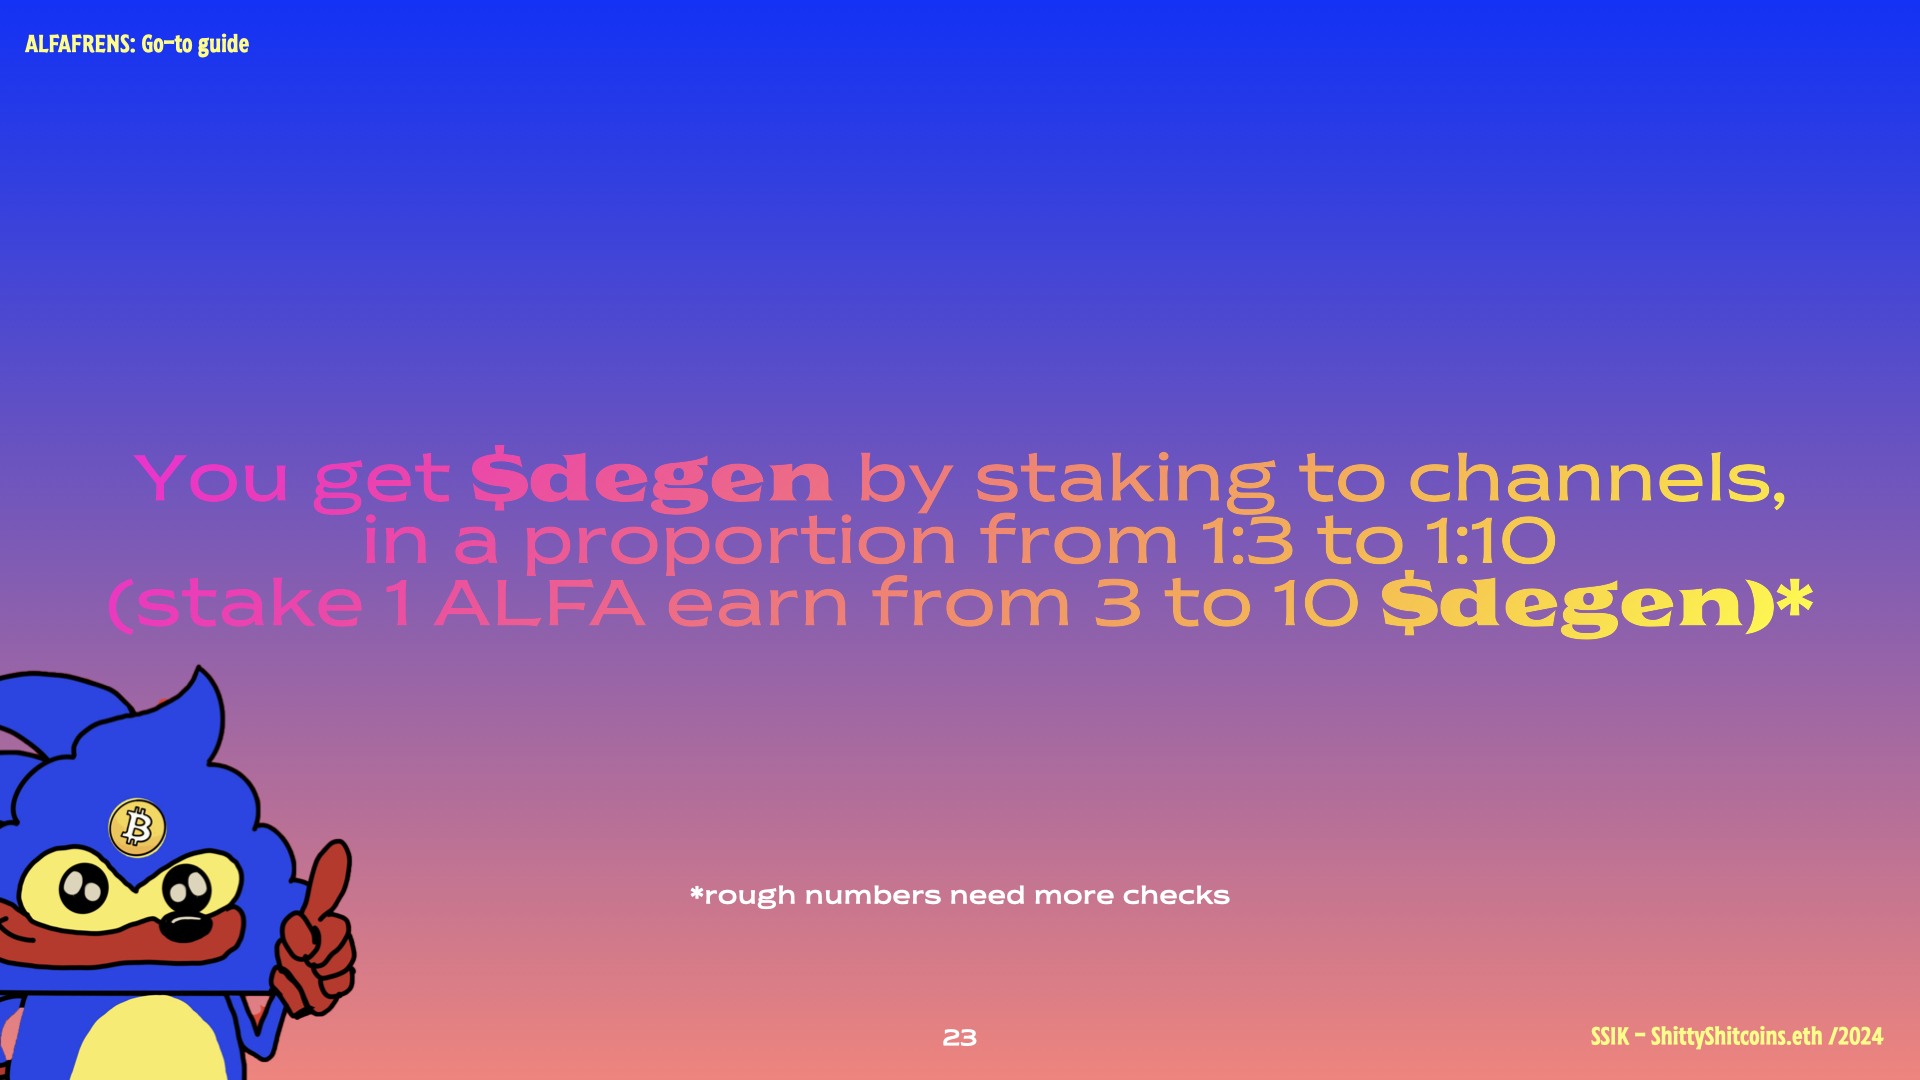 ALFAFRENS: Go-to guide
You get $degen by staking to channels,
in a proportion from 1:3 to 1:10
(stake 1 ALFA earn from 3 to 10 $degen)*
*rough numbers need more checks
23
SSIK - ShittyShitcoins.eth /2024